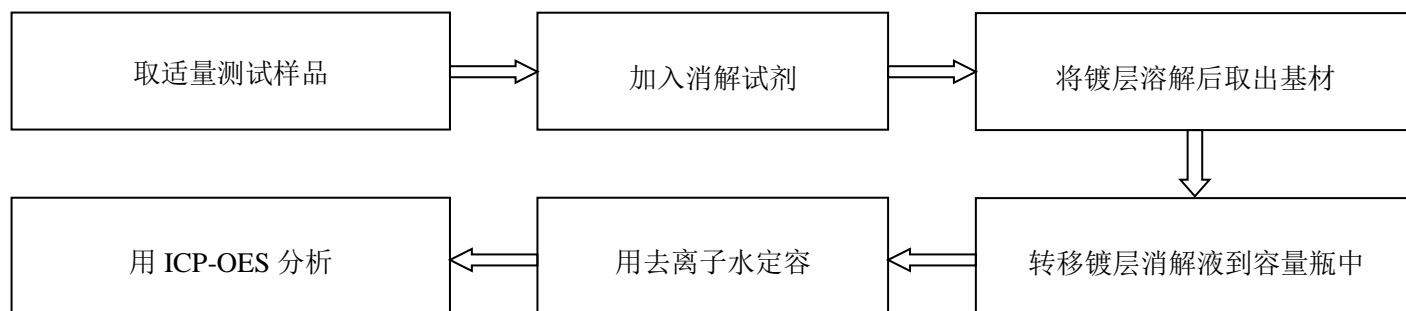 取适量测试样品
加入消解试剂
将镀层溶解后取出基材
转移镀层消解液到容量瓶中
用去离子水定容
用 ICP-OES 分析